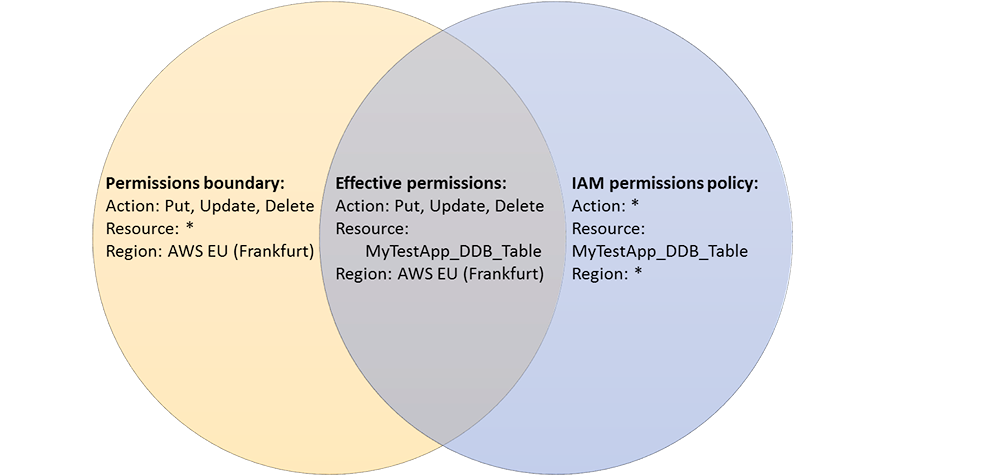 Permissions boundary:
Action: Put, Update, Delete
Resource: *
Region: AWS EU (Frankfurt)
Effective permissions:
Action: Put, Update, Delete
Resource:
MyTestApp_DDB_Table
Region: AWS EU (Frankfurt)
IAM permissions policy:
Action: *
Resource:
MyTestApp_DDB_Table
Region: *